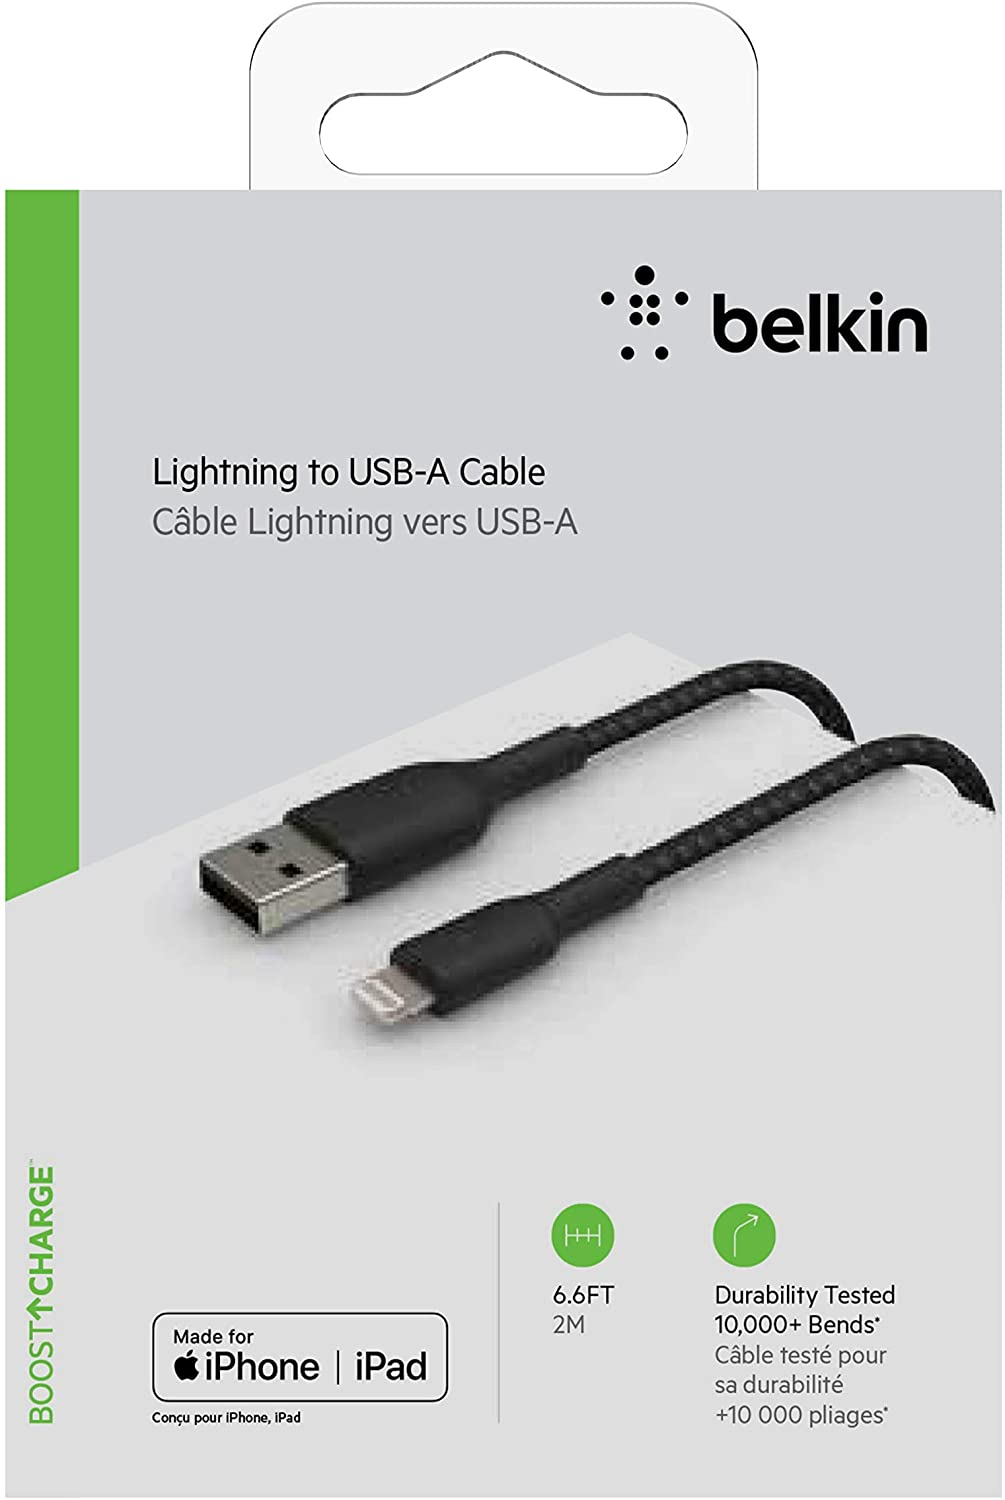 belkin
Lightning to USB-A Cable
Câble Lightning vers USB-A
BOOST↑CHARGE™
Made for
iPhone | iPad
Conçu pour iPhone, iPad
6.6FT
2M
Durability Tested
10,000+ Bends*
Câble testé pour
sa durabilité
+10 000 pliages*